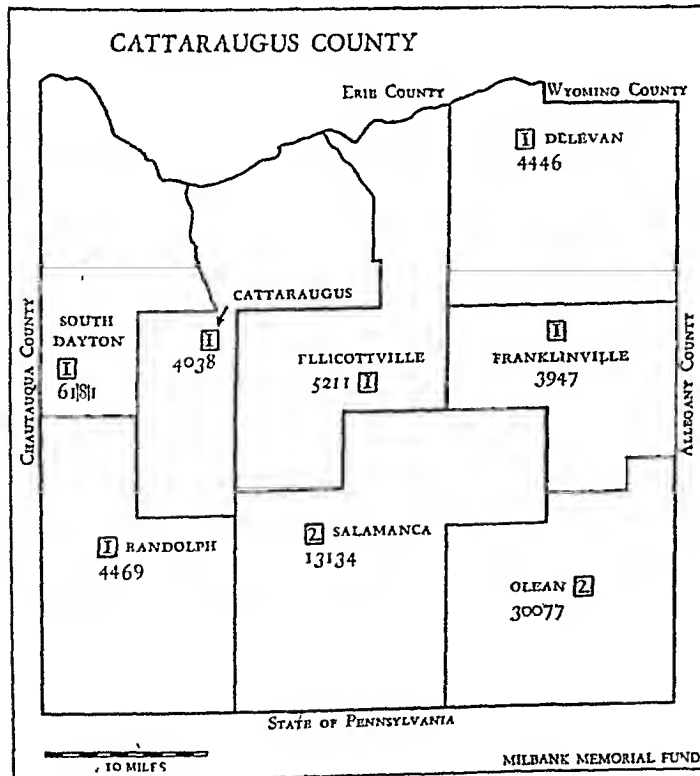 CATTARAUGUS COUNTY
ERIE COUNTY
WYOMING COUNTY
1 DELEVAN
4446
CATTARAUGUS
1
4038
SOUTH
DAYTON
1
ELLICOTTVILLE
5211 1
1
FRANKLINVILLE
3947
CHAUTAUQUA COUNTY
ALLEGANY COUNTY
1 RANDOLPH
4469
2 SALAMANCA
13134
OLEAN 2
30077
STATE OF PENNSYLVANIA
10 MILES
MILBANK MEMORIAL FUND